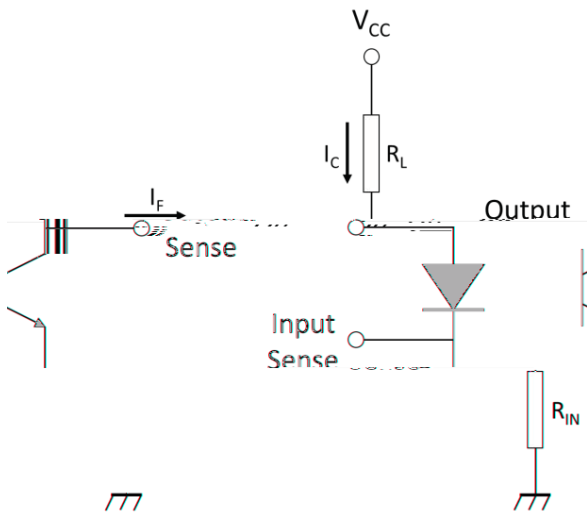 VCC
IC
RL
IF
Output
Sense
Input
Sense
RIN